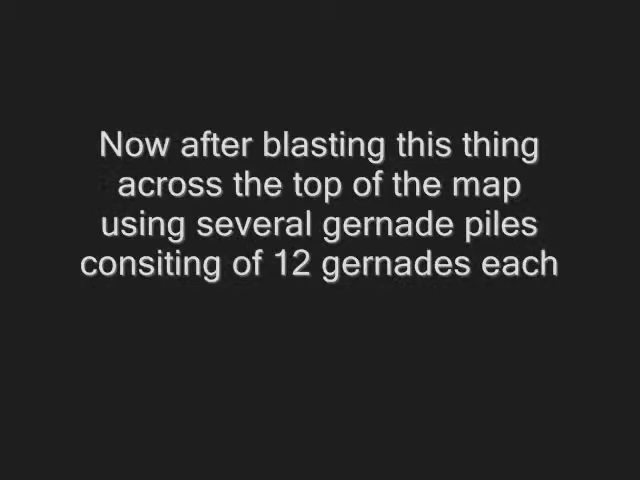 Now after blasting this thing
across the top of the map
using several gernade piles
consiting of 12 gernades each